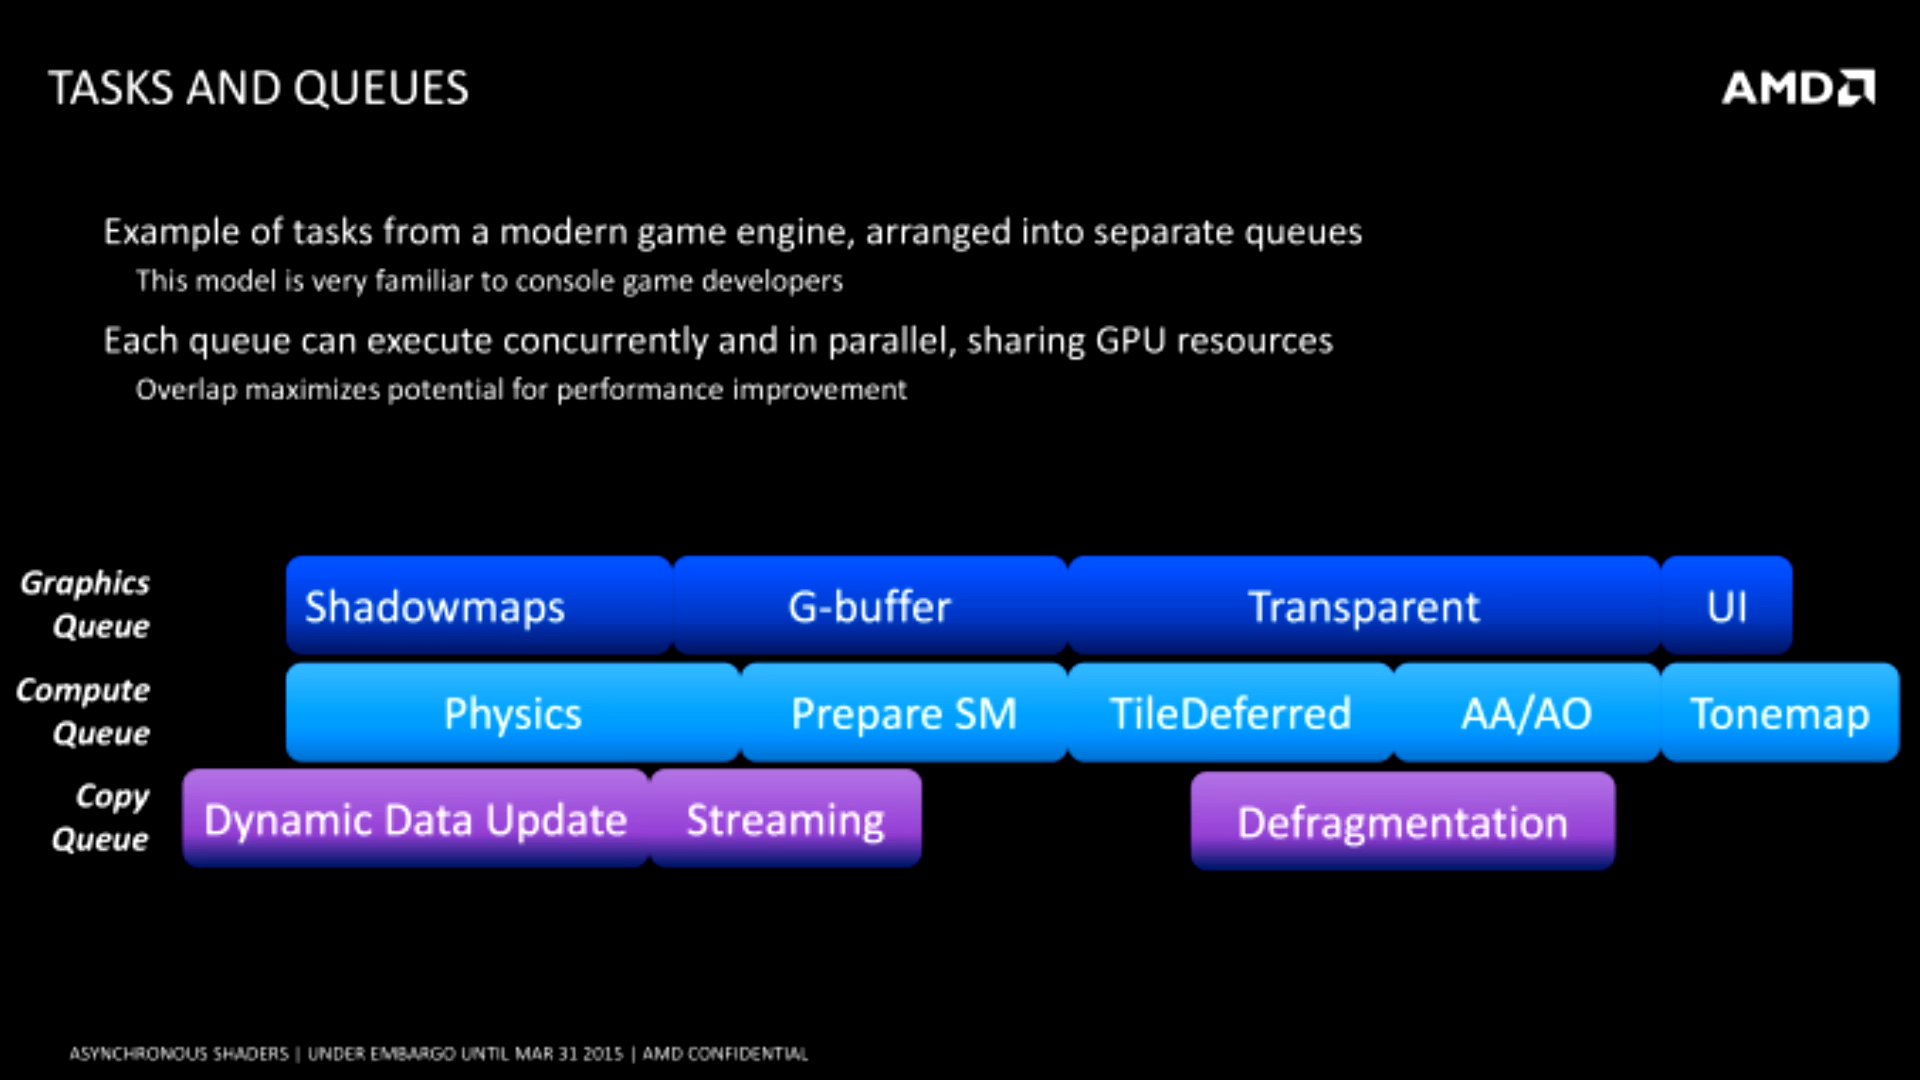 TASKS AND QUEUES
AMD
Example of tasks from a modern game engine, arranged into separate queues
This model is very familiar to console game developers
Each queue can execute concurrently and in parallel, sharing GPU resources
Overlap maximizes potential for performance improvement
Graphics
Queue
Shadowmaps
G-buffer
Transparent
UI
Compute
Queue
Physics
Prepare SM
TileDeferred
AA/AO
Tonemap
Copy
Queue
Dynamic Data Update
Streaming
Defragmentation
ASYNCHRONOUS SHADERS | UNDER EMBARGO UNTIL MAR 31 2015 | AMD CONFIDENTIAL